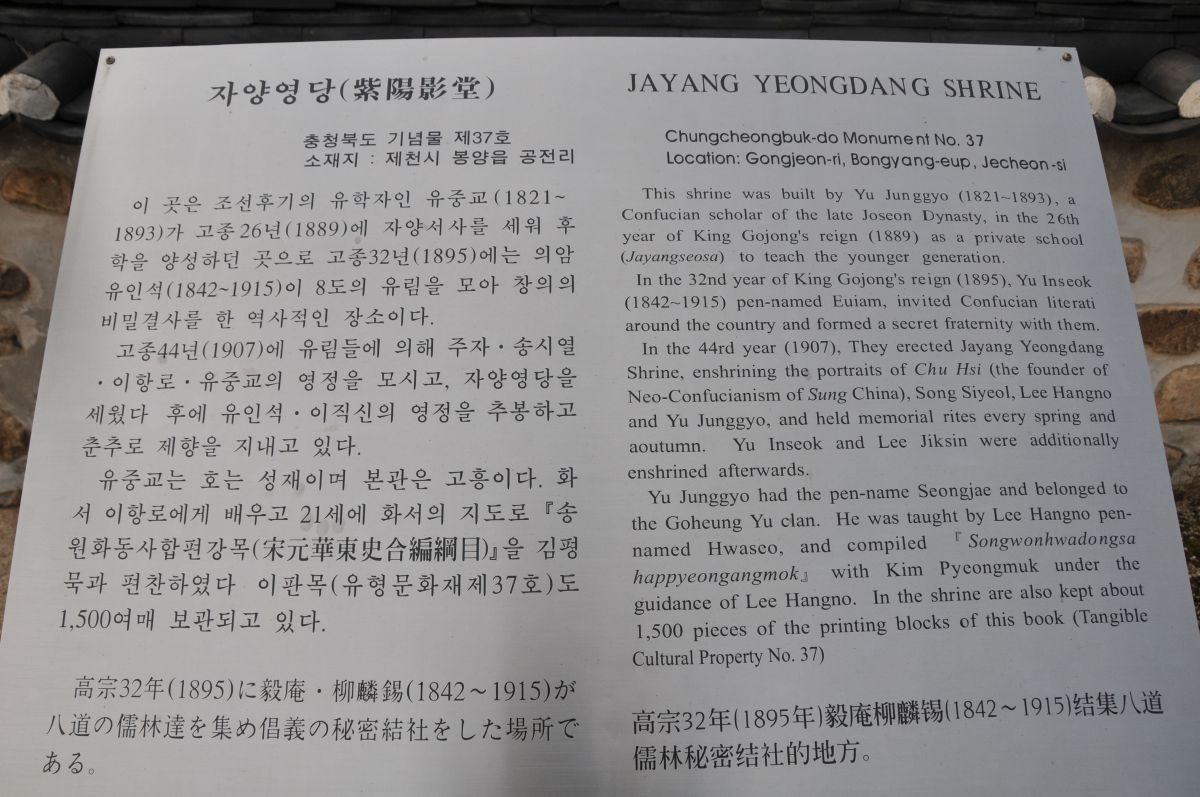 자양영당(紫陽影堂)
충청북도 기념물 제37호
소재지 : 제천시 봉양읍 공전리
이 곳은 조선후기의 유학자인 유중교(1821~
1893)가 고종26년(1889)에 자양서사를 세워 후
학을 양성하던 곳으로 고종32년(1895)에는 의암
유인석(1842~1915)이 8도의 유림을 모아 창의의
비밀결사를 한 역사적인 장소이다.
고종44년(1907)에 유림들에 의해 주자·송시열
·이항로·유중교의 영정을 모시고, 자양영당을
세웠다 후에 유인석·이직신의 영정을 추봉하고
춘추로 제향을 지내고 있다.
유중교는 호는 성재이며 본관은 고흥이다. 화
서 이항로에게 배우고 21세에 화서의 지도로 『송
원화동사합편강목(宋元華東史合編綱目)』을 김평
묵과 편찬하였다 이판목(유형문화재제37호)도
1,500여매 보관되고 있다.
高宗32年(1895)に毅庵・柳麟錫(1842～1915)が
八道の儒林達を集め倡義の秘密結社をした場所で
ある。
JAYANG YEONGDANG SHRINE
Chungcheongbuk-do Monument No. 37
Location: Gongjeon-ri, Bongyang-eup, Jecheon-si
This shrine was built by Yu Junggyo (1821~1893), a
Confucian scholar of the late Joseon Dynasty, in the 26th
year of King Gojong's reign (1889) as a private school
(Jayangseosa) to teach the younger generation.
In the 32nd year of King Gojong's reign (1895), Yu Inseok
(1842~1915) pen-named Euiam, invited Confucian literati
around the country and formed a secret fraternity with them.
In the 44rd year (1907), They erected Jayang Yeongdang
Shrine, enshrining the portraits of Chu Hsi (the founder of
Neo-Confucianism of Sung China), Song Siyeol, Lee Hangno
and Yu Junggyo, and held memorial rites every spring and
aoutumn. Yu Inseok and Lee Jiksin were additionally
enshrined afterwards.
Yu Junggyo had the pen-name Seongjae and belonged to
the Goheung Yu clan. He was taught by Lee Hangno pen-
named Hwaseo, and compiled 『Songwonhwadongsa
happyeongangmok』 with Kim Pyeongmuk under the
guidance of Lee Hangno. In the shrine are also kept about
1,500 pieces of the printing blocks of this book (Tangible
Cultural Property No. 37)
高宗32年(1895年)毅庵柳麟锡(1842～1915)结集八道
儒林秘密结社的地方。